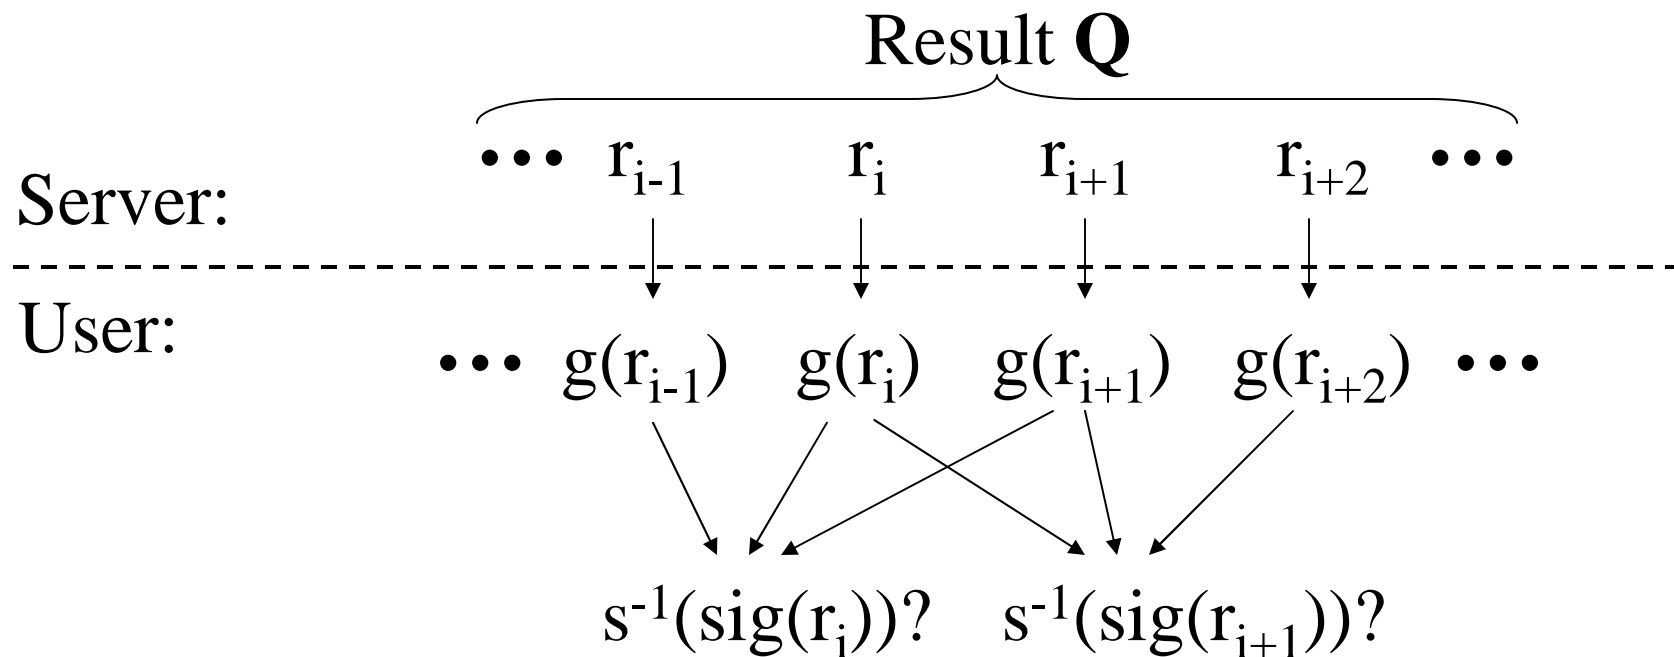 Result Q
Server:
••• r_{i-1} r_i r_{i+1} r_{i+2} •••
User:
••• g(r_{i-1}) g(r_i) g(r_{i+1}) g(r_{i+2}) •••
s^{-1}(sig(r_i))? s^{-1}(sig(r_{i+1}))?